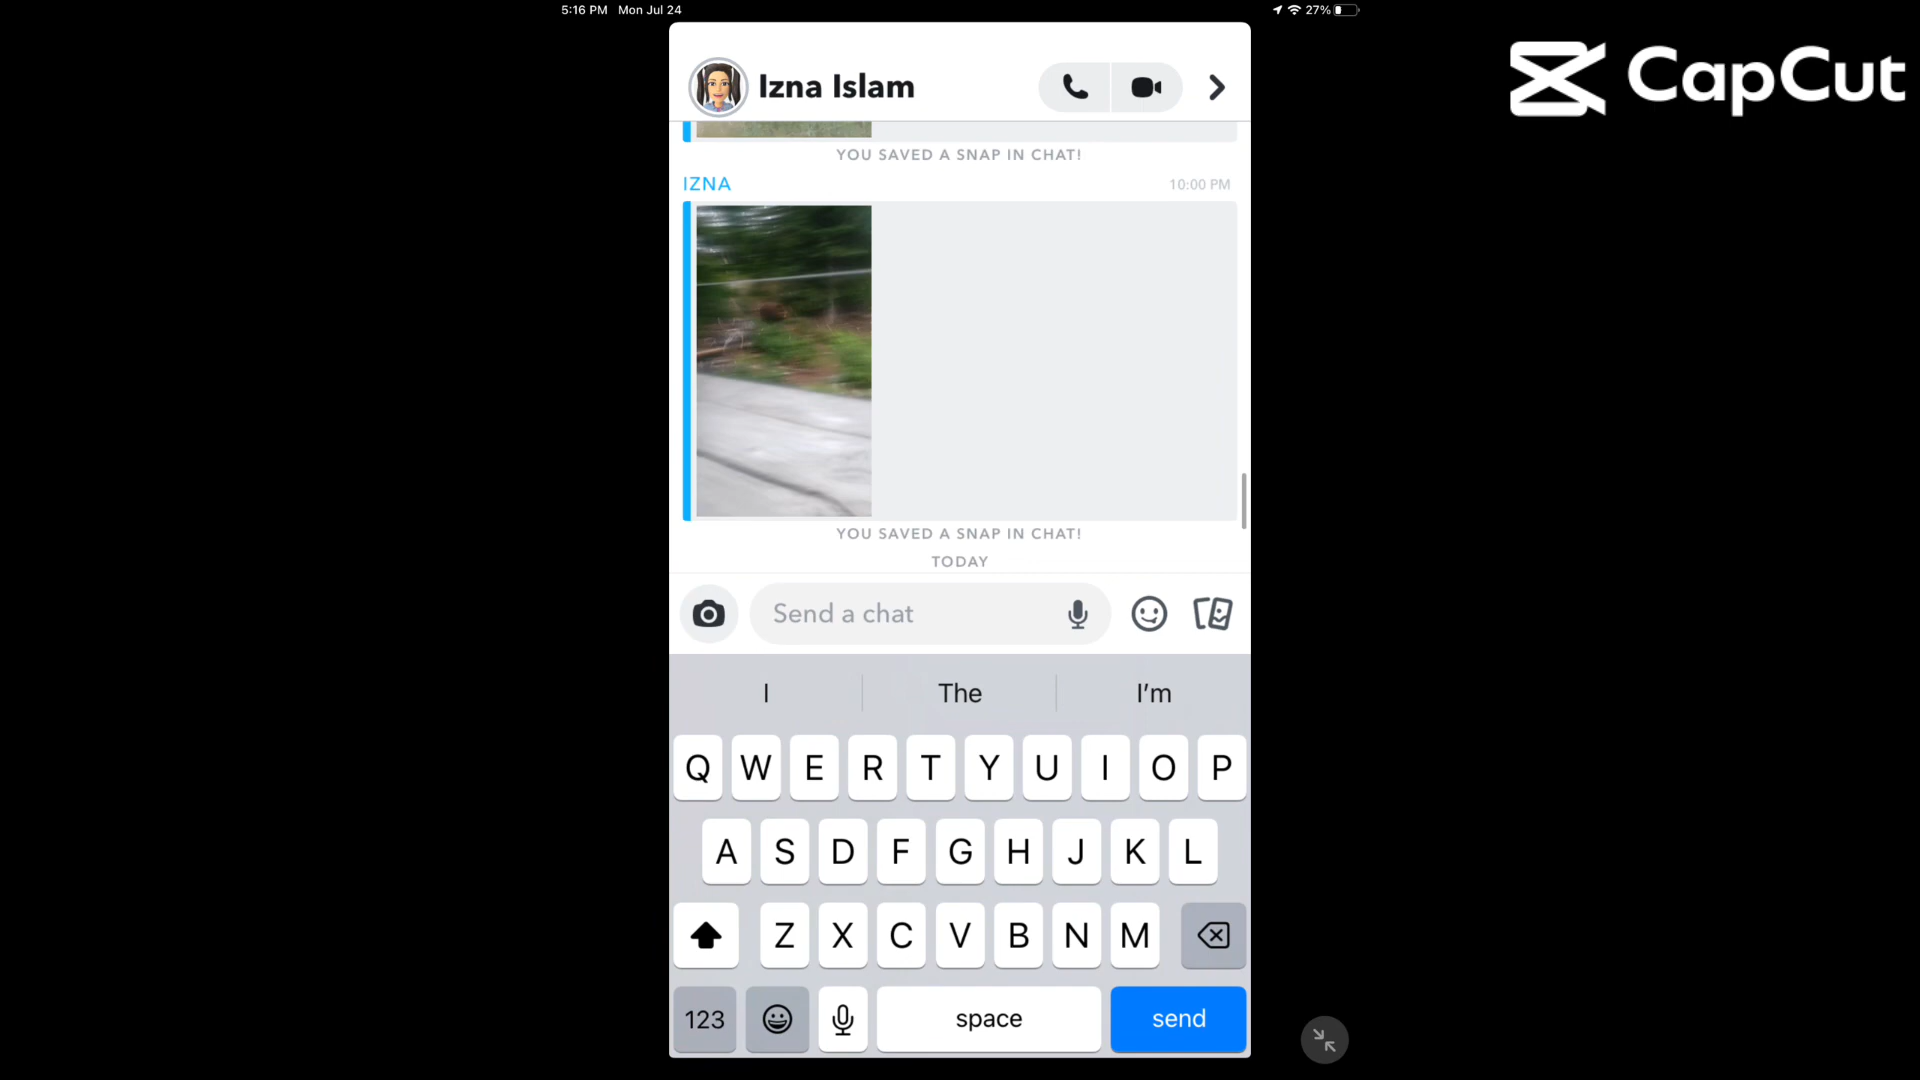 5:16 PM Mon Jul 24
27%
CapCut
Izna Islam
YOU SAVED A SNAP IN CHAT!
IZNA
10:00 PM
YOU SAVED A SNAP IN CHAT!
TODAY
Send a chat
I The I'm
Q W E R T Y U I O P
A S D F G H J K L
Z X C V B N M
123 space send